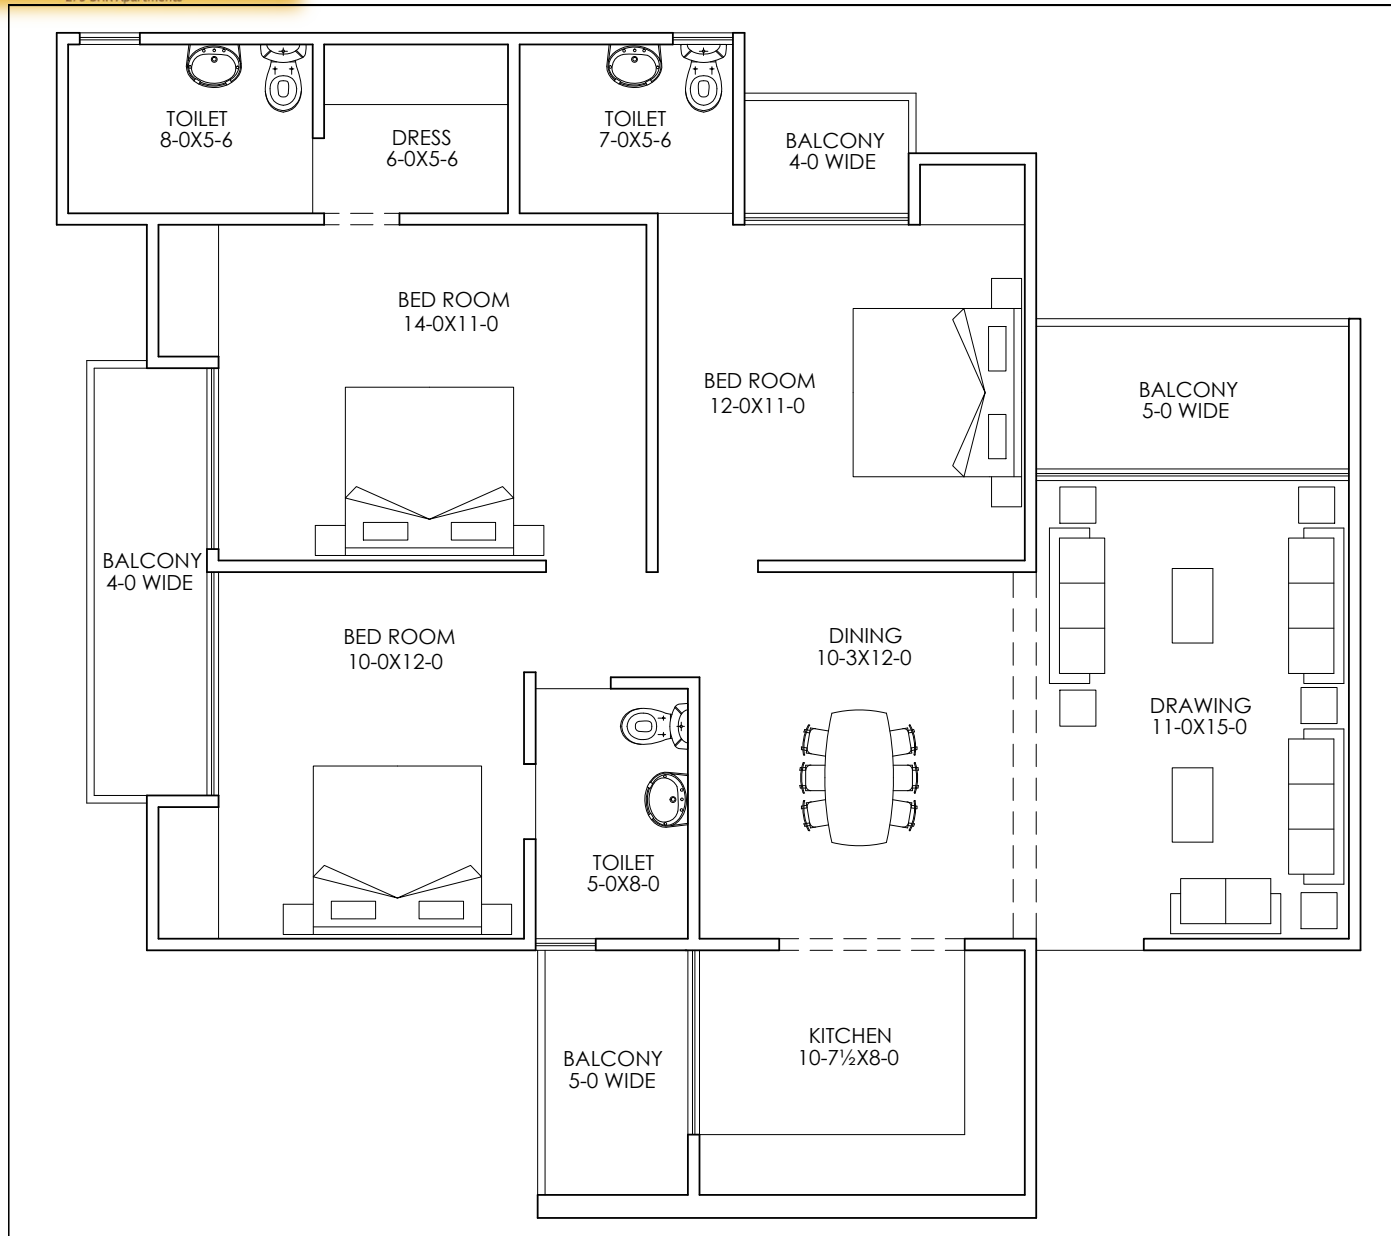 TOILET
8-0X5-6
DRESS
6-0X5-6
TOILET
7-0X5-6
BALCONY
4-0 WIDE
BED ROOM
14-0X11-0
BED ROOM
12-0X11-0
BALCONY
5-0 WIDE
BALCONY
4-0 WIDE
BED ROOM
10-0X12-0
DINING
10-3X12-0
DRAWING
11-0X15-0
TOILET
5-0X8-0
BALCONY
5-0 WIDE
KITCHEN
10-7½X8-0